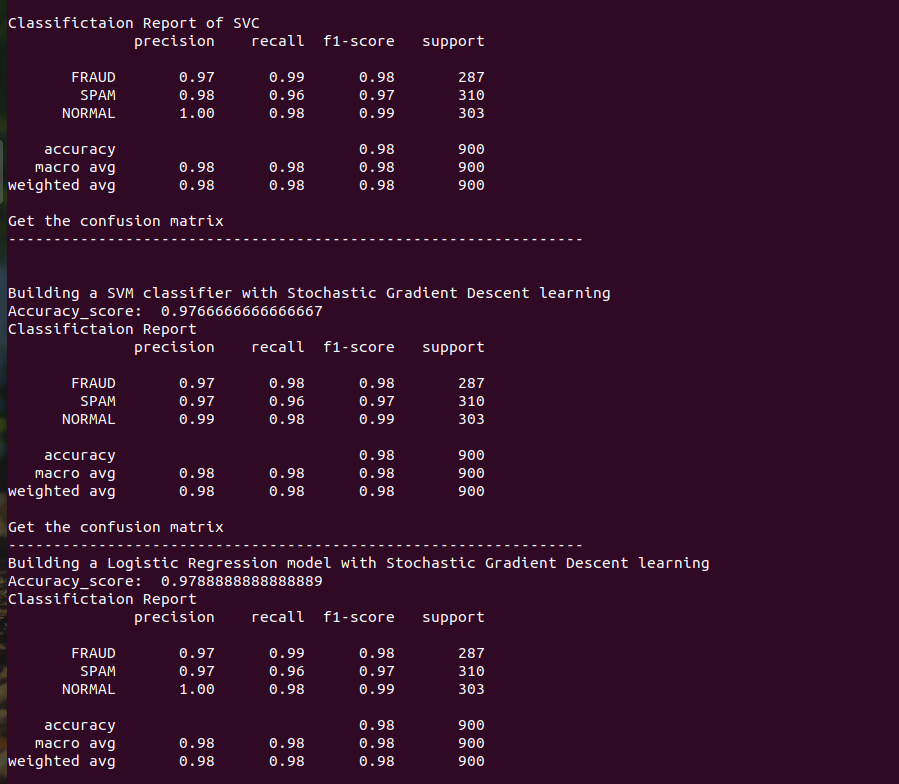 Classifictaion Report of SVC
              precision    recall  f1-score   support

       FRAUD       0.97      0.99      0.98       287
        SPAM       0.98      0.96      0.97       310
      NORMAL       1.00      0.98      0.99       303

    accuracy                           0.98       900
   macro avg       0.98      0.98      0.98       900
weighted avg       0.98      0.98      0.98       900

Get the confusion matrix
----------------------------------------------------------------


Building a SVM classifier with Stochastic Gradient Descent learning
Accuracy_score:  0.9766666666666667
Classifictaion Report
              precision    recall  f1-score   support

       FRAUD       0.97      0.98      0.98       287
        SPAM       0.97      0.96      0.97       310
      NORMAL       0.99      0.98      0.99       303

    accuracy                           0.98       900
   macro avg       0.98      0.98      0.98       900
weighted avg       0.98      0.98      0.98       900

Get the confusion matrix
----------------------------------------------------------------
Building a Logistic Regression model with Stochastic Gradient Descent learning
Accuracy_score:  0.9788888888888889
Classifictaion Report
              precision    recall  f1-score   support

       FRAUD       0.97      0.99      0.98       287
        SPAM       0.97      0.96      0.97       310
      NORMAL       1.00      0.98      0.99       303

    accuracy                           0.98       900
   macro avg       0.98      0.98      0.98       900
weighted avg       0.98      0.98      0.98       900